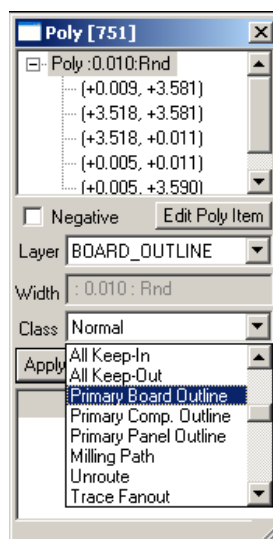 Poly [751]
Poly :0.010:Rnd
(+0.009, +3.581)
(+3.518, +3.581)
(+3.518, +0.011)
(+0.005, +0.011)
(+0.005, +3.590)
Negative Edit Poly Item
Layer BOARD_OUTLINE
Width : 0.010 : Rnd
Class Normal
Apply
All Keep-In
All Keep-Out
Primary Board Outline
Primary Comp. Outline
Primary Panel Outline
Milling Path
Unroute
Trace Fanout